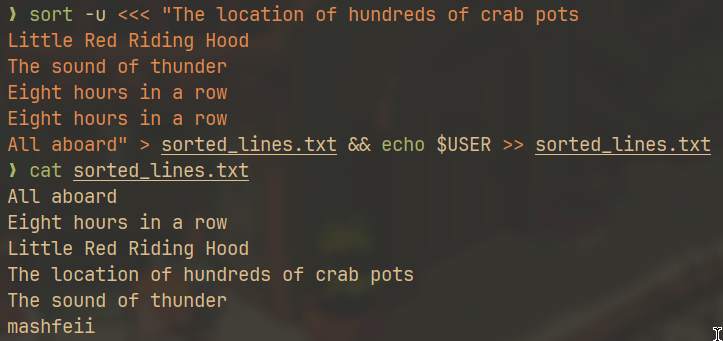 ❱ sort -u <<< "The location of hundreds of crab pots
Little Red Riding Hood
The sound of thunder
Eight hours in a row
Eight hours in a row
All aboard" > sorted_lines.txt && echo $USER >> sorted_lines.txt
❱ cat sorted_lines.txt
All aboard
Eight hours in a row
Little Red Riding Hood
The location of hundreds of crab pots
The sound of thunder
mashfeii